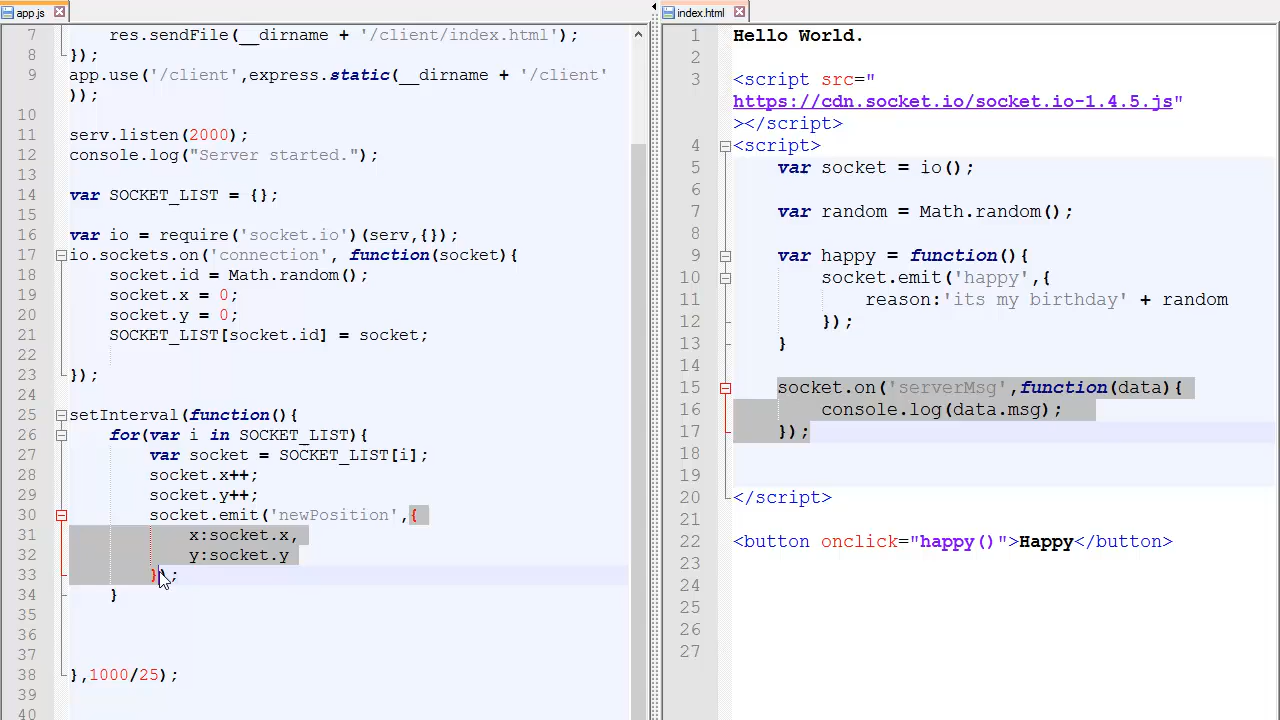 app.js
7 res.sendFile(__dirname + '/client/index.html');
8 });
9 app.use('/client',express.static(__dirname + '/client'
));
10
11 serv.listen(2000);
12 console.log("Server started.");
13
14 var SOCKET_LIST = {};
15
16 var io = require('socket.io')(serv,{});
17 io.sockets.on('connection', function(socket){
18 socket.id = Math.random();
19 socket.x = 0;
20 socket.y = 0;
21 SOCKET_LIST[socket.id] = socket;
22
23 });
24
25 setInterval(function(){
26 for(var i in SOCKET_LIST){
27 var socket = SOCKET_LIST[i];
28 socket.x++;
29 socket.y++;
30 socket.emit('newPosition',{
31 x:socket.x,
32 y:socket.y
33 });
34 }
35
36
37
38 },1000/25);
39
40
index.html
1 Hello World.
2
3 <script src="
https://cdn.socket.io/socket.io-1.4.5.js"
></script>
4 <script>
5 var socket = io();
6
7 var random = Math.random();
8
9 var happy = function(){
10 socket.emit('happy',{
11 reason:'its my birthday' + random
12 });
13 }
14
15 socket.on('serverMsg',function(data){
16 console.log(data.msg);
17 });
18
19
20 </script>
21
22 <button onclick="happy()">Happy</button>
23
24
25
26
27